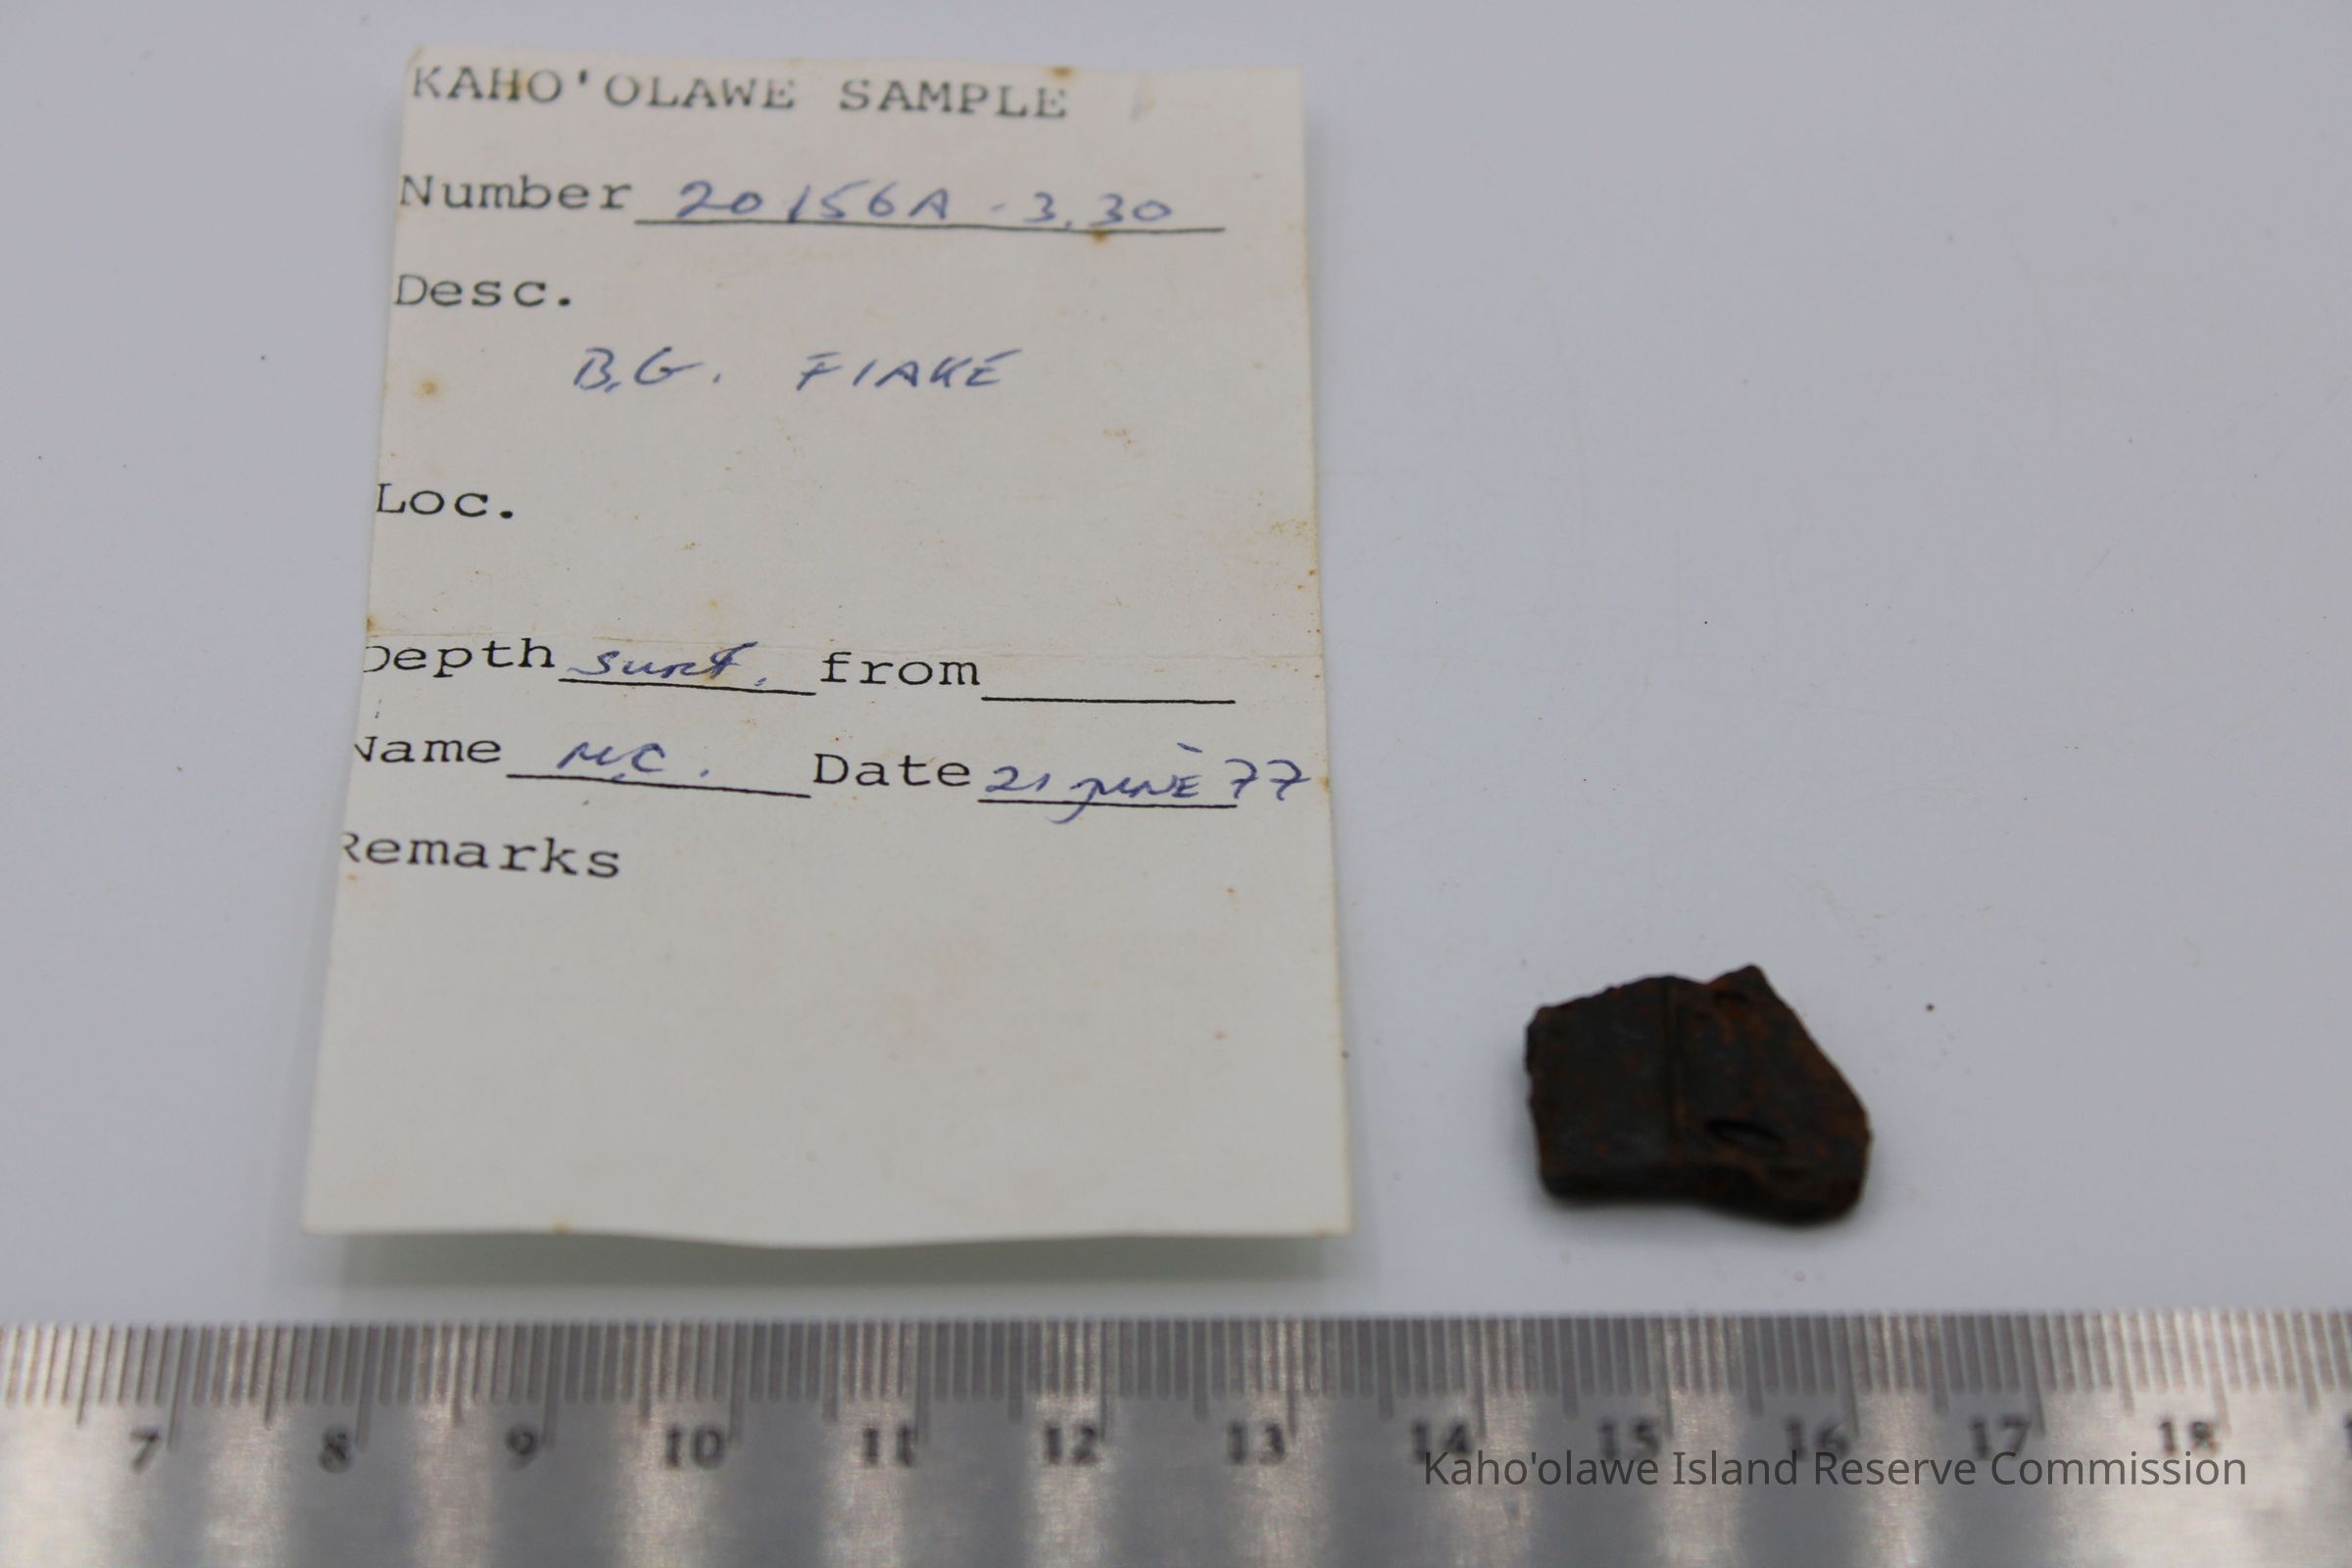 KAHO'OLAWE SAMPLE
Number 20156A - 3.30
Desc.
B.G. FlAKE
Loc.
Depth surf. from
Name M.C. Date 21 JUNE 77
Remarks
7 8 9 10 11 12 13 14 15 16 17 18
Kaho'olawe Island Reserve Commission